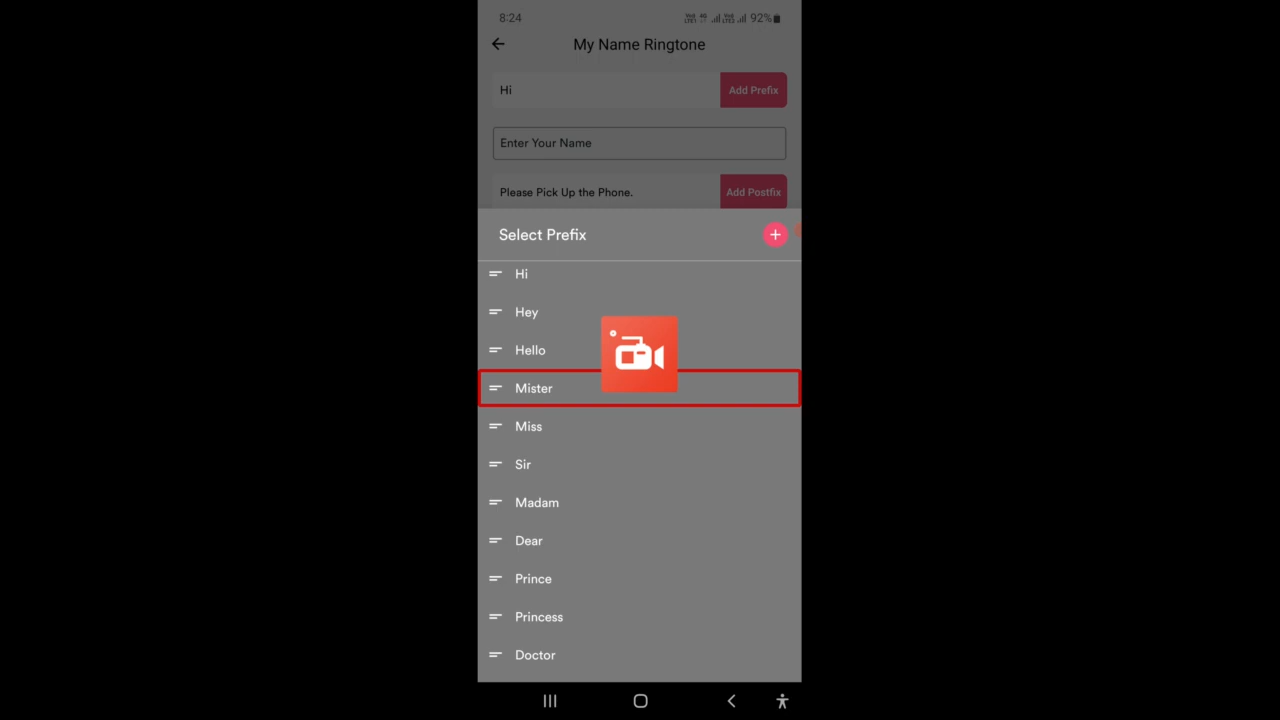 8:24
92%
My Name Ringtone
Hi
Add Prefix
Enter Your Name
Please Pick Up the Phone.
Add Postfix
Select Prefix
+
Hi
Hey
Hello
Mister
Miss
Sir
Madam
Dear
Prince
Princess
Doctor